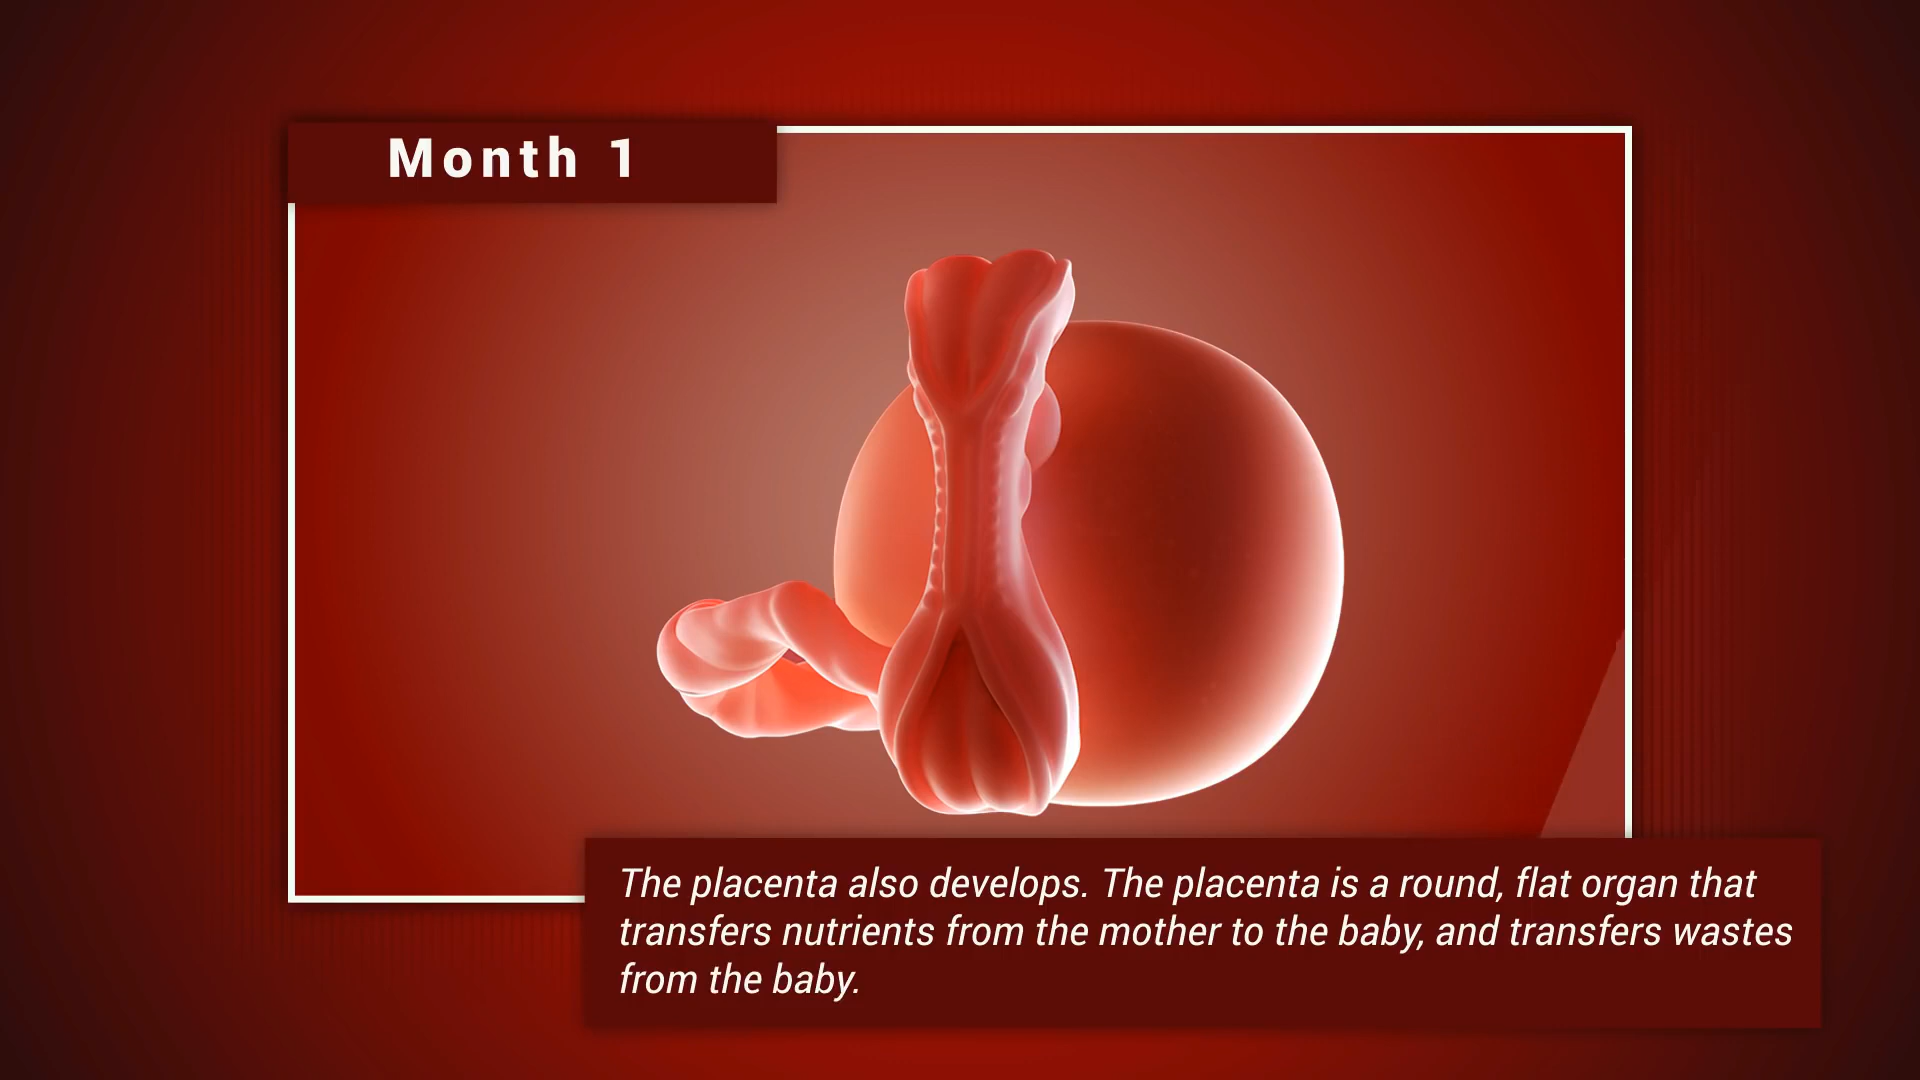 Month 1
The placenta also develops. The placenta is a round, flat organ that
transfers nutrients from the mother to the baby, and transfers wastes
from the baby.